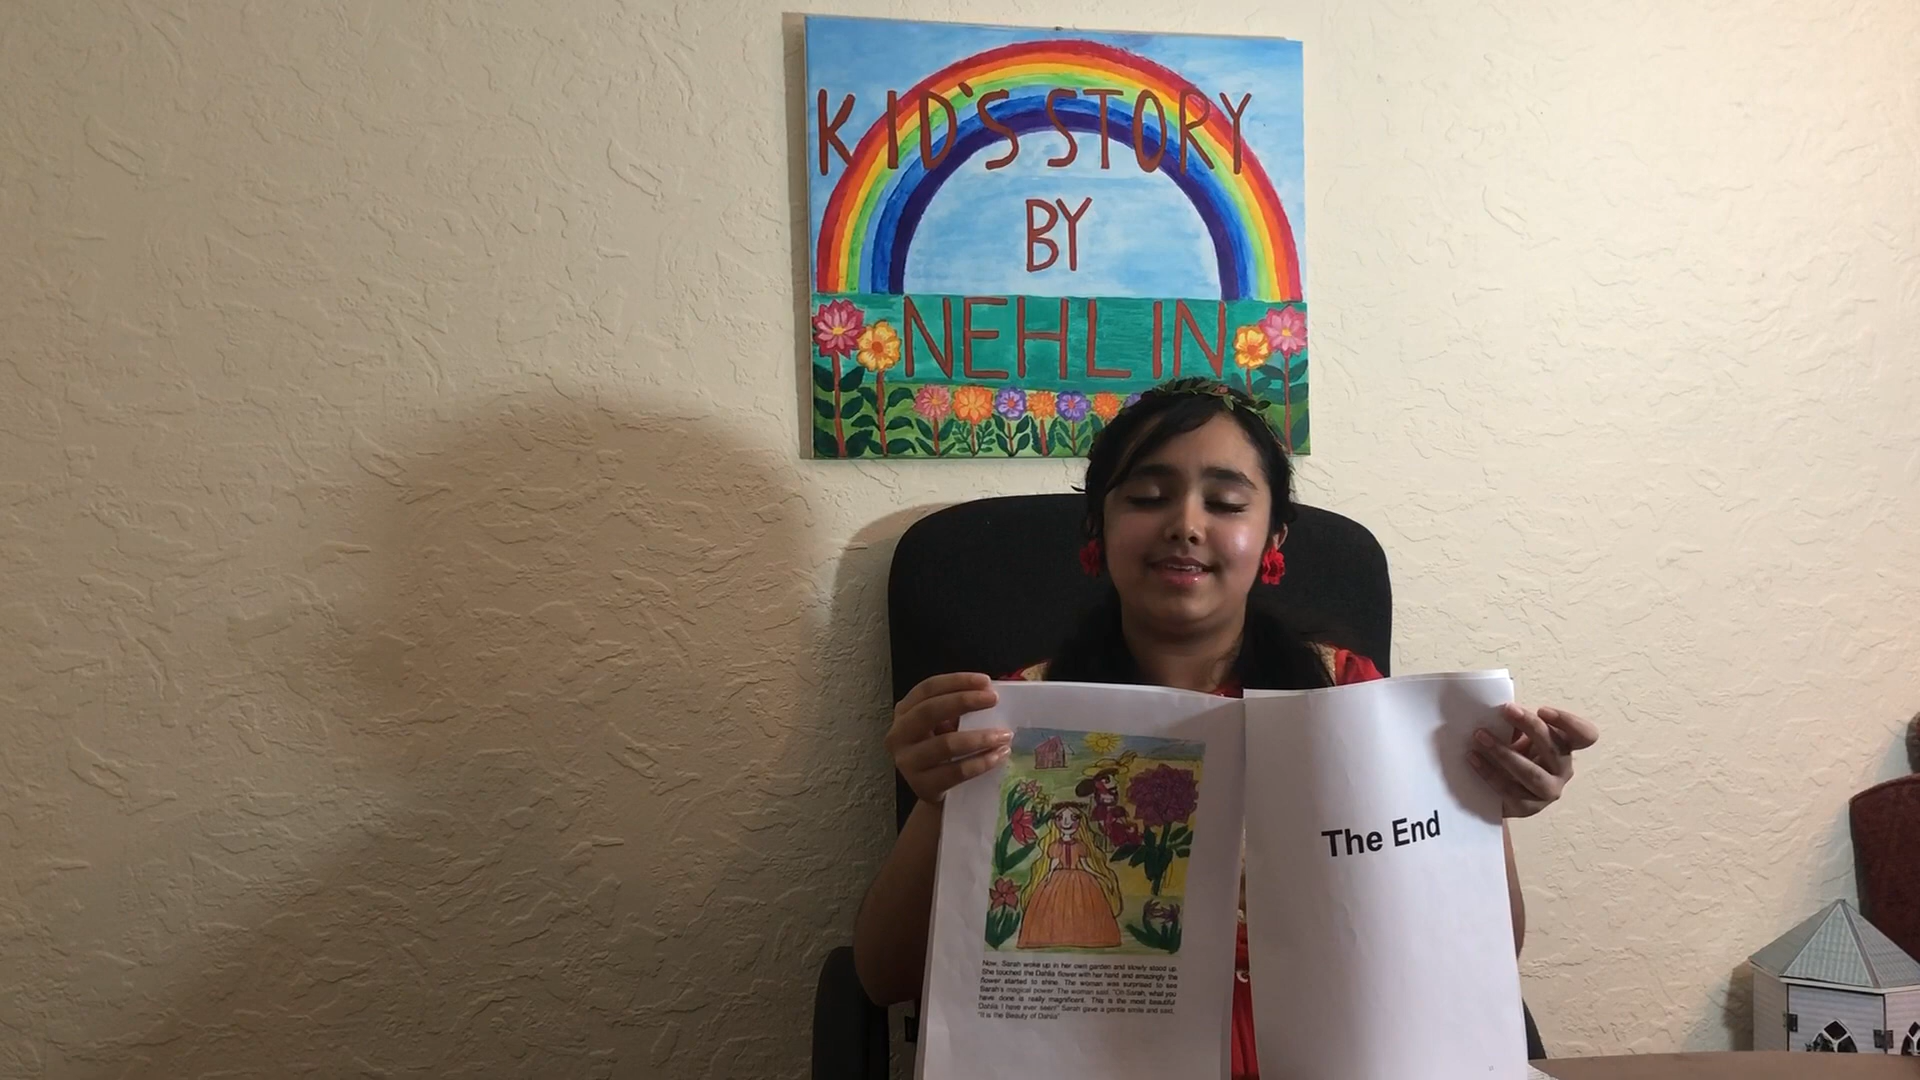 KID'S STORY
BY
NEHLIN
Now, Sarah woke up in her own garden and slowly stood up.
She touched the Dahlia flower with her hand and amazingly the
flower started to shine. The woman was surprised to see
Sarah's magical power. The woman said, "Oh Sarah, what you
have done is really magnificent. This is the most beautiful
Dahlia I have ever seen!" Sarah gave a gentle smile and said,
"It is the Beauty of Dahlia"
The End